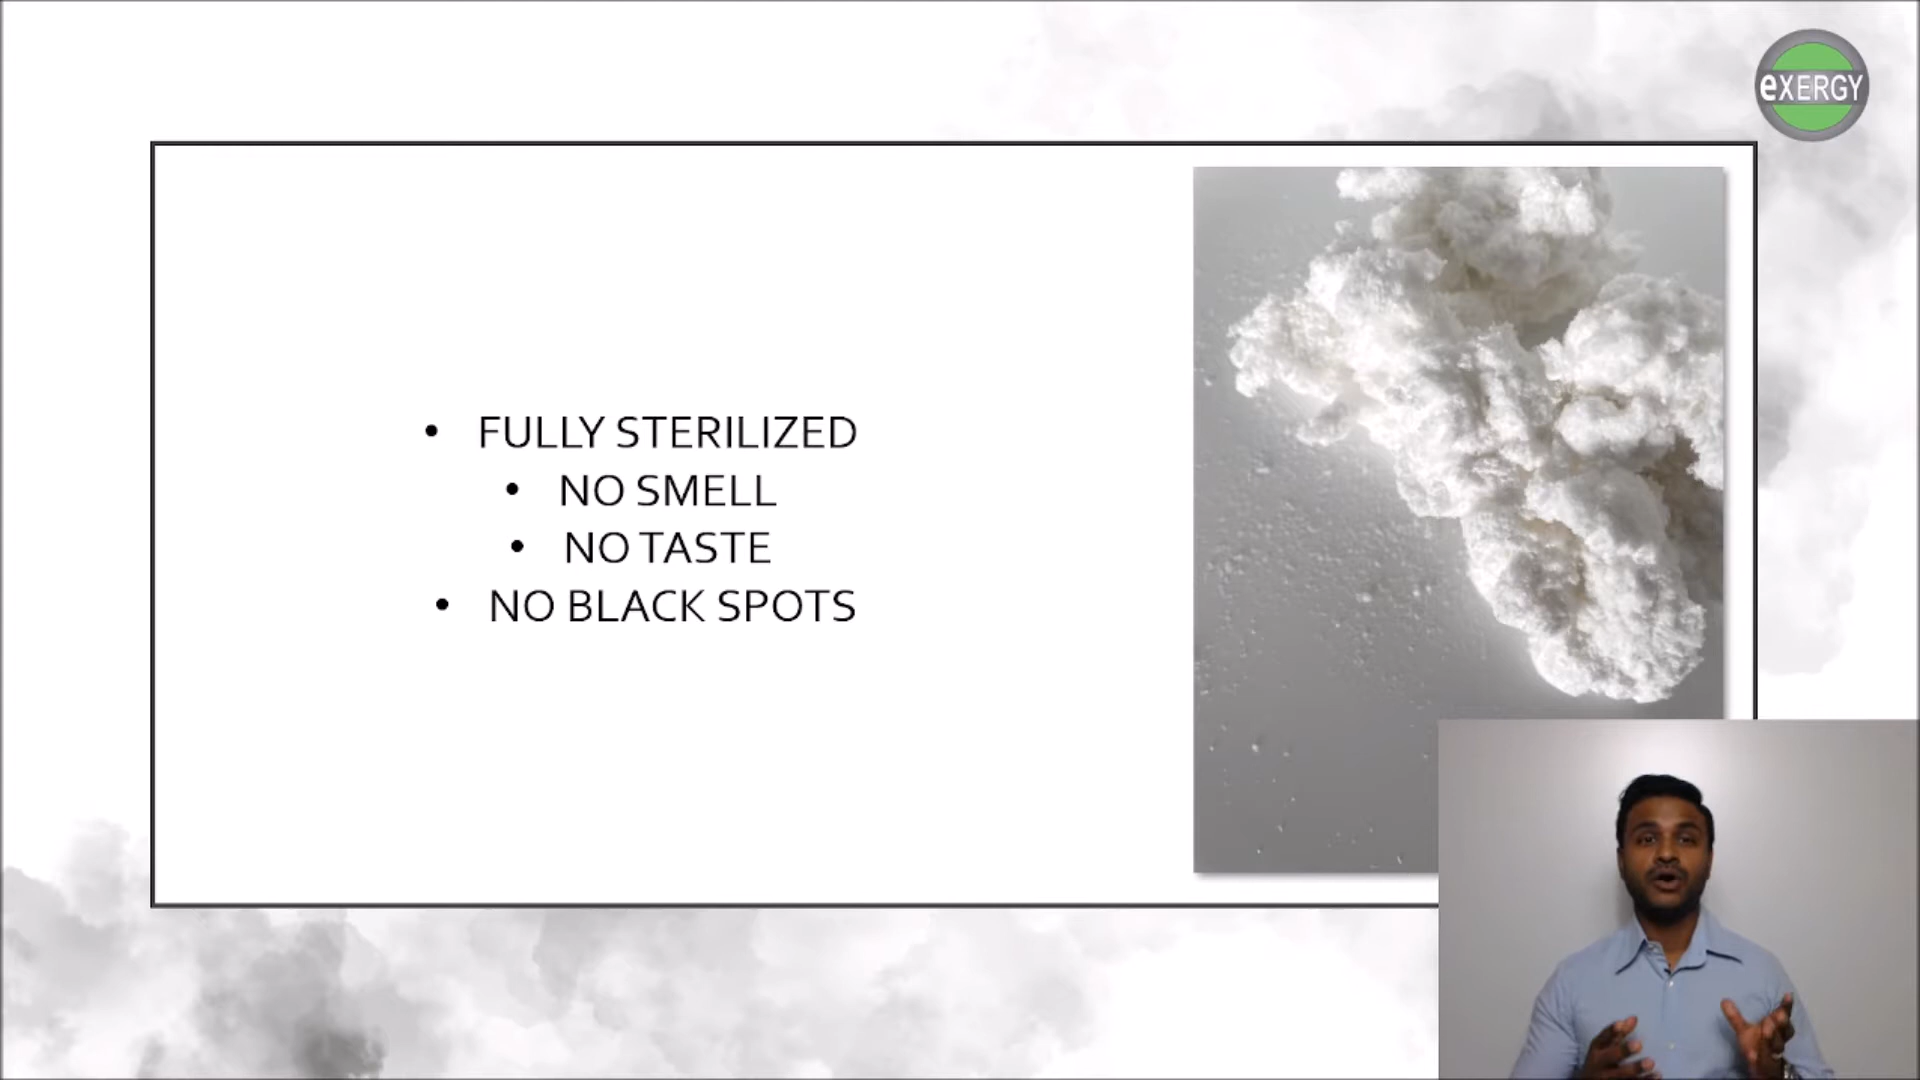 eXERGY
• FULLY STERILIZED
• NO SMELL
• NO TASTE
• NO BLACK SPOTS